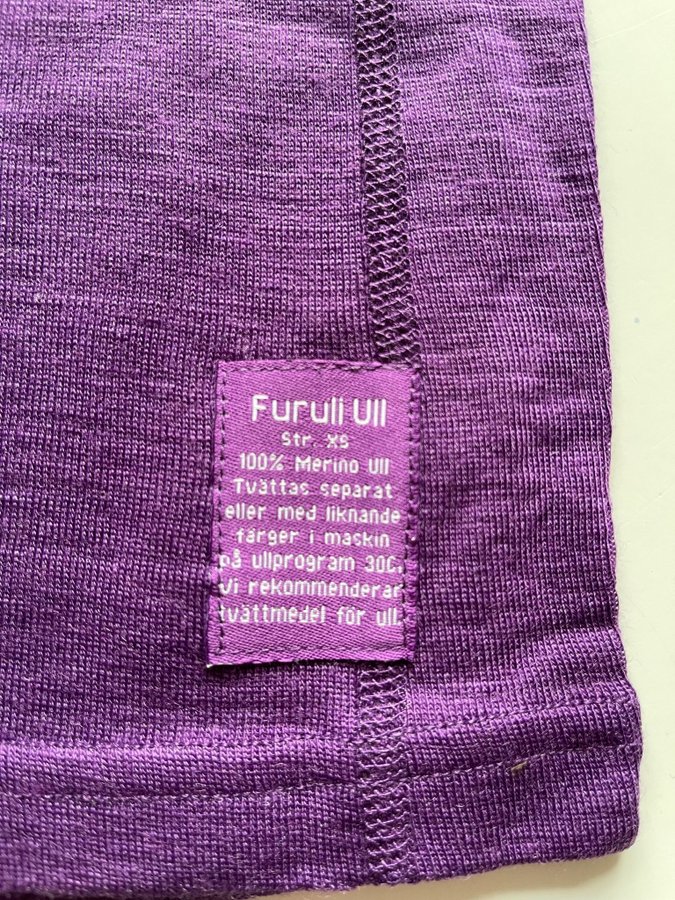 Furuli Ull
Str. XS
100% Merino Ull
Tvättas separat
eller med liknande
färger i maskin
på ullprogram 30C.
Vi rekommenderar
tvättmedel för ull.